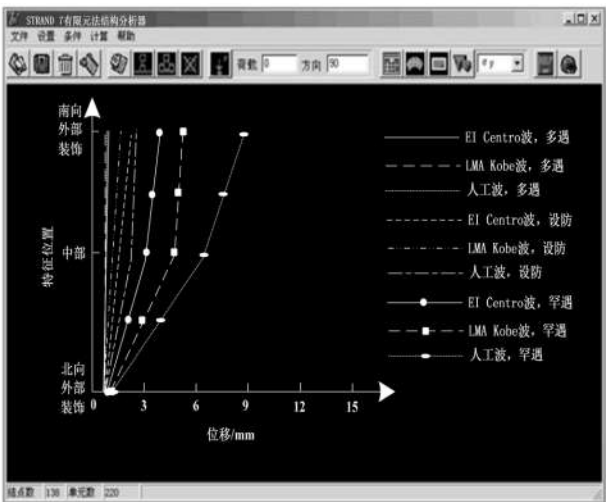 STRAND 7有限元法结构分析器
文件 设置 条件 计算 帮助
荷载 0 方向 90
南向
外部
装饰
特征位置
中部
北向
外部
装饰
0 3 6 9 12 15
位移/mm
EI Centro波，多遇
LMA Kobe波，多遇
人工波，多遇
EI Centro波，设防
LMA Kobe波，设防
人工波，设防
EI Centro波，罕遇
LMA Kobe波，罕遇
人工波，罕遇
结点数 138 单元数 220